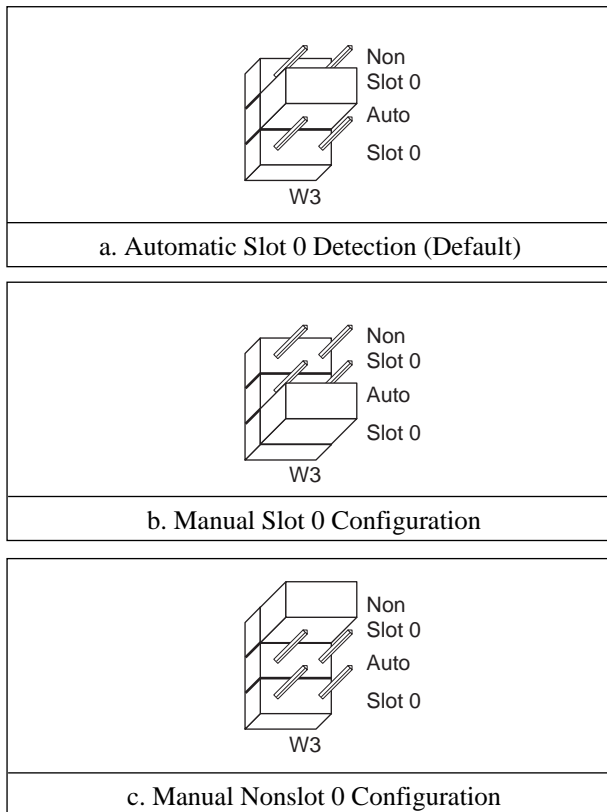 Non
Slot 0
Auto
Slot 0
W3
a. Automatic Slot 0 Detection (Default)
Non
Slot 0
Auto
Slot 0
W3
b. Manual Slot 0 Configuration
Non
Slot 0
Auto
Slot 0
W3
c. Manual Nonslot 0 Configuration